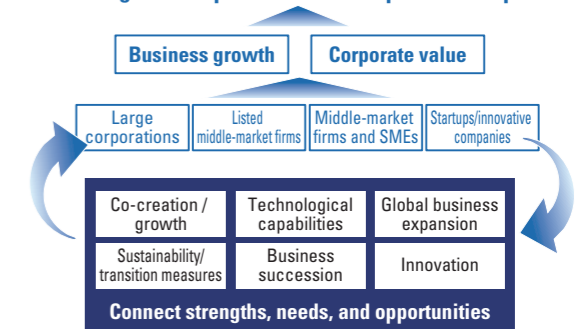 Business growth
Corporate value
Large
corporations
Listed
middle-market firms
Middle-market
firms and SMEs
Startups/innovative
companies
Co-creation /
growth
Technological
capabilities
Global business
expansion
Sustainability/
transition measures
Business
succession
Innovation
Connect strengths, needs, and opportunities